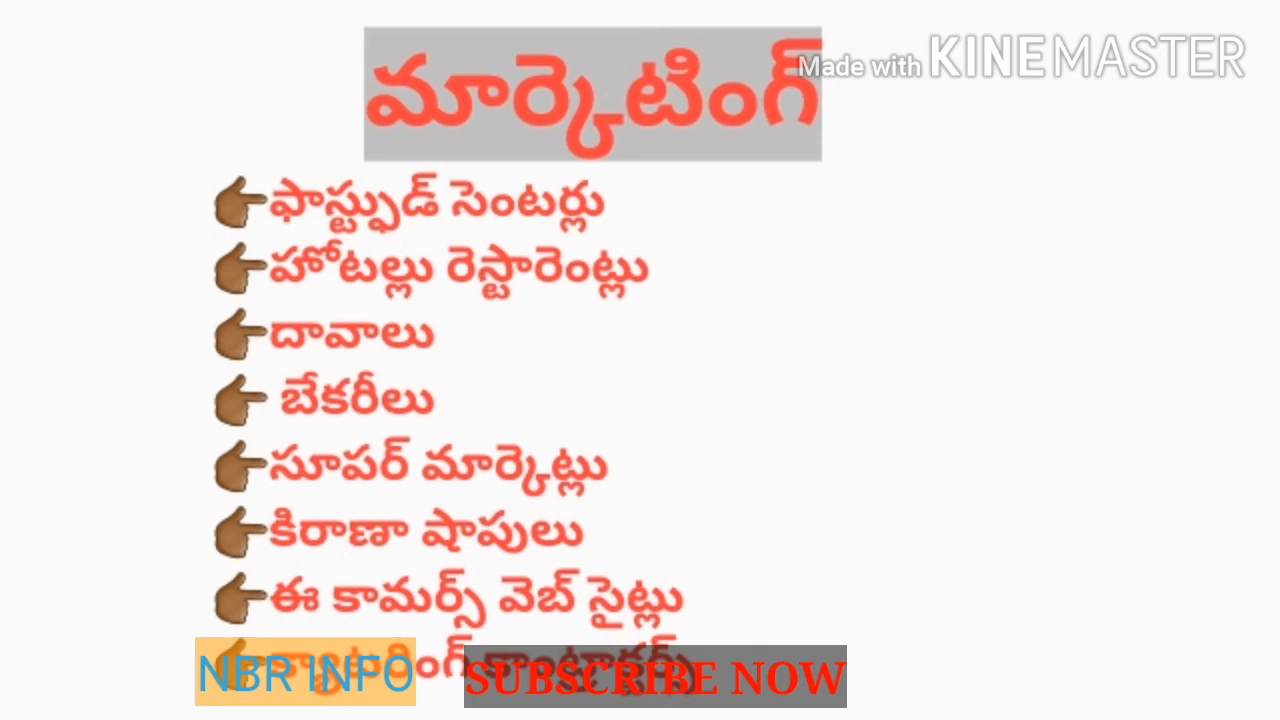 మార్కెటింగ్
Made with KINEMASTER
👉ఫాస్ట్ఫుడ్ సెంటర్లు
👉హోటల్లు రెస్టారెంట్లు
👉దావాలు
👉 బేకరీలు
👉సూపర్ మార్కెట్లు
👉కిరాణా షాపులు
👉ఈ కామర్స్ వెబ్ సైట్లు
NBR INFO SUBSCRIBE NOW